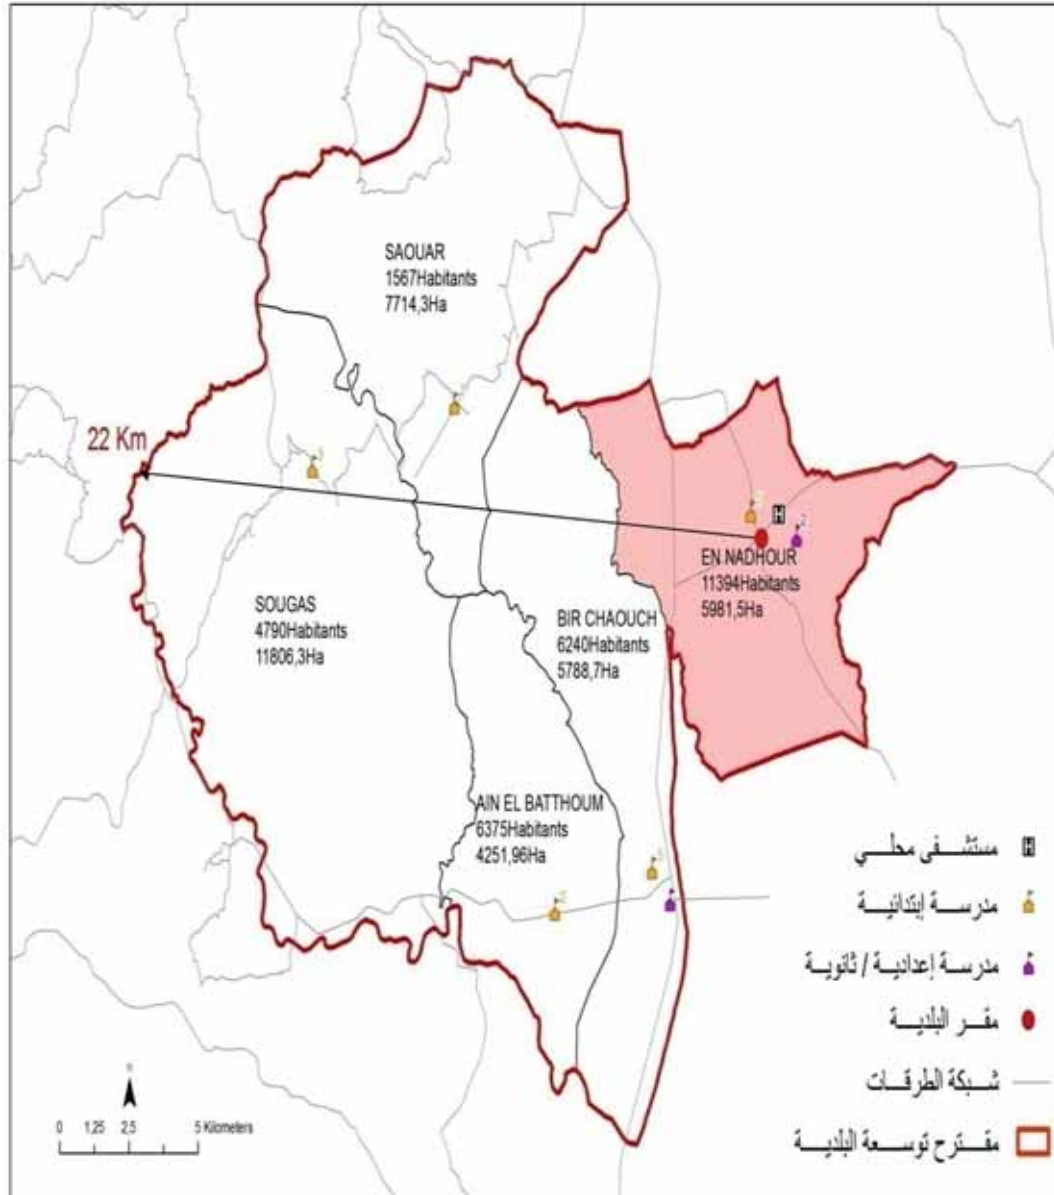 SAOUAR
1567Habitants
7714,3Ha
22 Km
EN NADHOUR
11394Habitants
5981,5Ha
SOUGAS
4790Habitants
11806,3Ha
BIR CHAOUCH
6240Habitants
5788,7Ha
AIN EL BATTHOUM
6375Habitants
4251,96Ha
H
مستشفى محلي
مدرسة إبتدائية
مدرسة إعدادية / ثانوية
مقر البلدية
شبكة الطرقات
مقترح توسعة البلدية
0 1,25 2,5 5 Kilometers